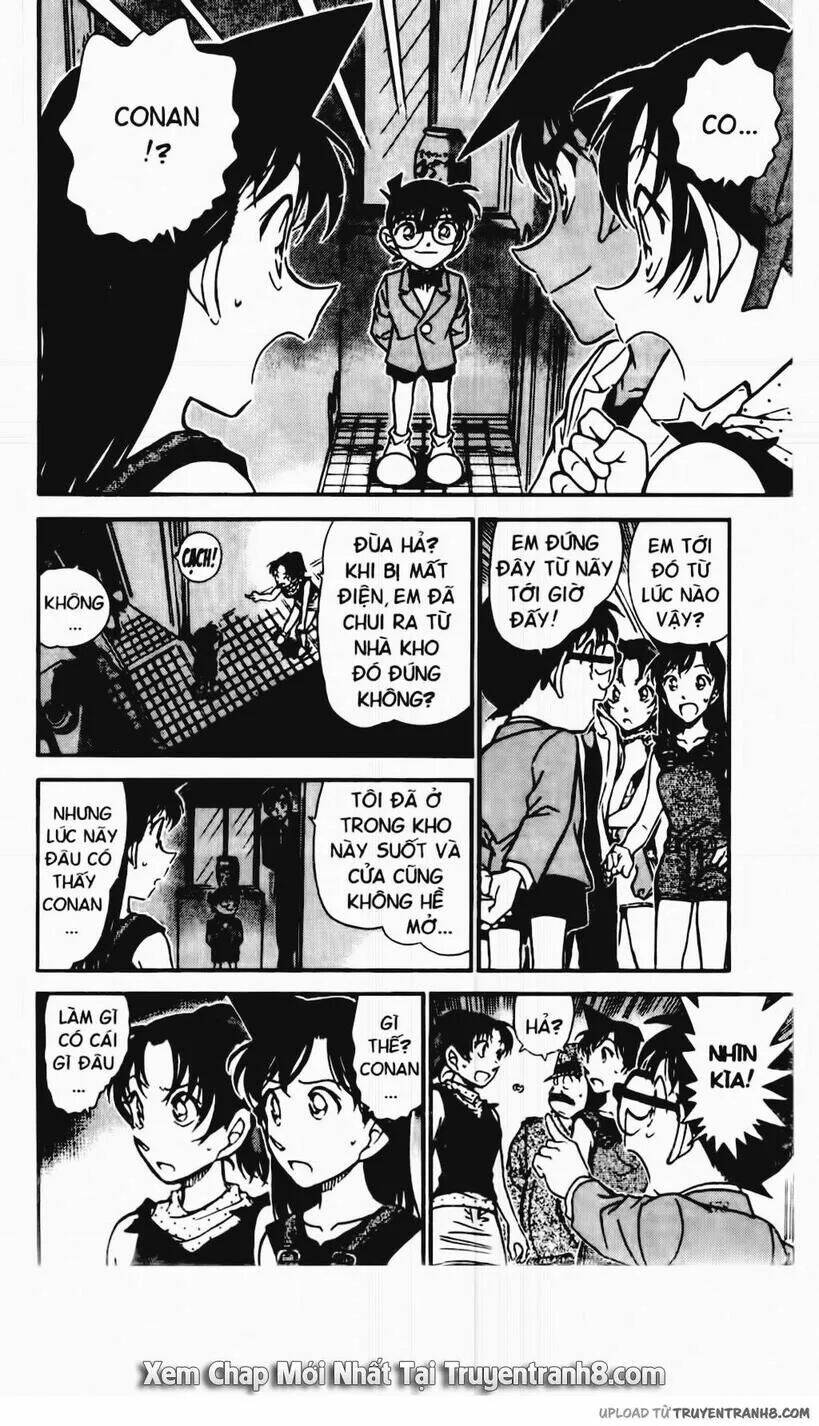 CO...
CONAN
!?
EM TỚI
ĐÓ TỪ
LÚC NÀO
VẬY?
EM ĐỨNG
ĐÂY TỪ NÃY
TỚI GIỜ
ĐẤY!
ĐÙA HẢ?
KHI BỊ MẤT
ĐIỆN, EM ĐÃ
CHUI RA TỪ
NHÀ KHO
ĐÓ ĐÚNG
KHÔNG?
CẠCH!
KHÔNG
...
TÔI ĐÃ Ở
TRONG KHO
NÀY SUỐT VÀ
CỬA CŨNG
KHÔNG HỀ
MỞ...
NHƯNG
LÚC NÃY
ĐÂU CÓ
THẤY
CONAN
...
NHÌN
KÌA!
HẢ?
GÌ
THẾ?
CONAN
...
LÀM GÌ
CÓ CÁI
GÌ ĐÂU
...
Xem Chap Mới Nhất Tại Truyentranh8.com
UPLOAD TỪ TRUYENTRANH8.COM